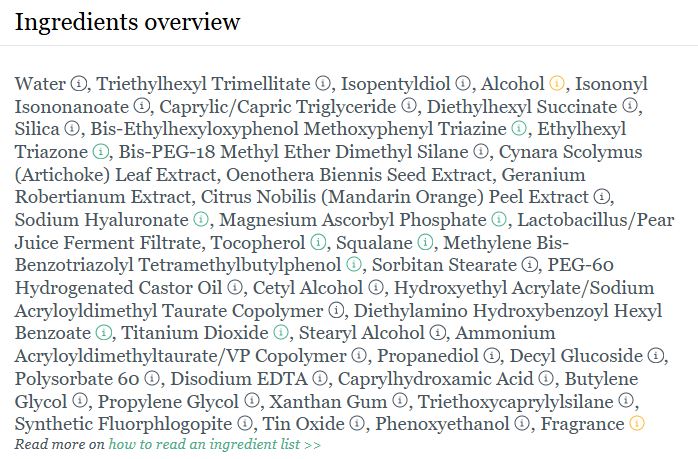 Ingredients overview
Water, Triethylhexyl Trimellitate, Isopentyldiol, Alcohol, Isononyl
Isononanoate, Caprylic/Capric Triglyceride, Diethylhexyl Succinate,
Silica, Bis-Ethylhexyloxyphenol Methoxyphenyl Triazine, Ethylhexyl
Triazone, Bis-PEG-18 Methyl Ether Dimethyl Silane, Cynara Scolymus
(Artichoke) Leaf Extract, Oenothera Biennis Seed Extract, Geranium
Robertianum Extract, Citrus Nobilis (Mandarin Orange) Peel Extract,
Sodium Hyaluronate, Magnesium Ascorbyl Phosphate, Lactobacillus/Pear
Juice Ferment Filtrate, Tocopherol, Squalane, Methylene Bis-
Benzotriazolyl Tetramethylbutylphenol, Sorbitan Stearate, PEG-60
Hydrogenated Castor Oil, Cetyl Alcohol, Hydroxyethyl Acrylate/Sodium
Acryloyldimethyl Taurate Copolymer, Diethylamino Hydroxybenzoyl Hexyl
Benzoate, Titanium Dioxide, Stearyl Alcohol, Ammonium
Acryloyldimethyltaurate/VP Copolymer, Propanediol, Decyl Glucoside,
Polysorbate 60, Disodium EDTA, Caprylhydroxamic Acid, Butylene
Glycol, Propylene Glycol, Xanthan Gum, Triethoxycaprylylsilane,
Synthetic Fluorphlogopite, Tin Oxide, Phenoxyethanol, Fragrance
Read more on how to read an ingredient list >>